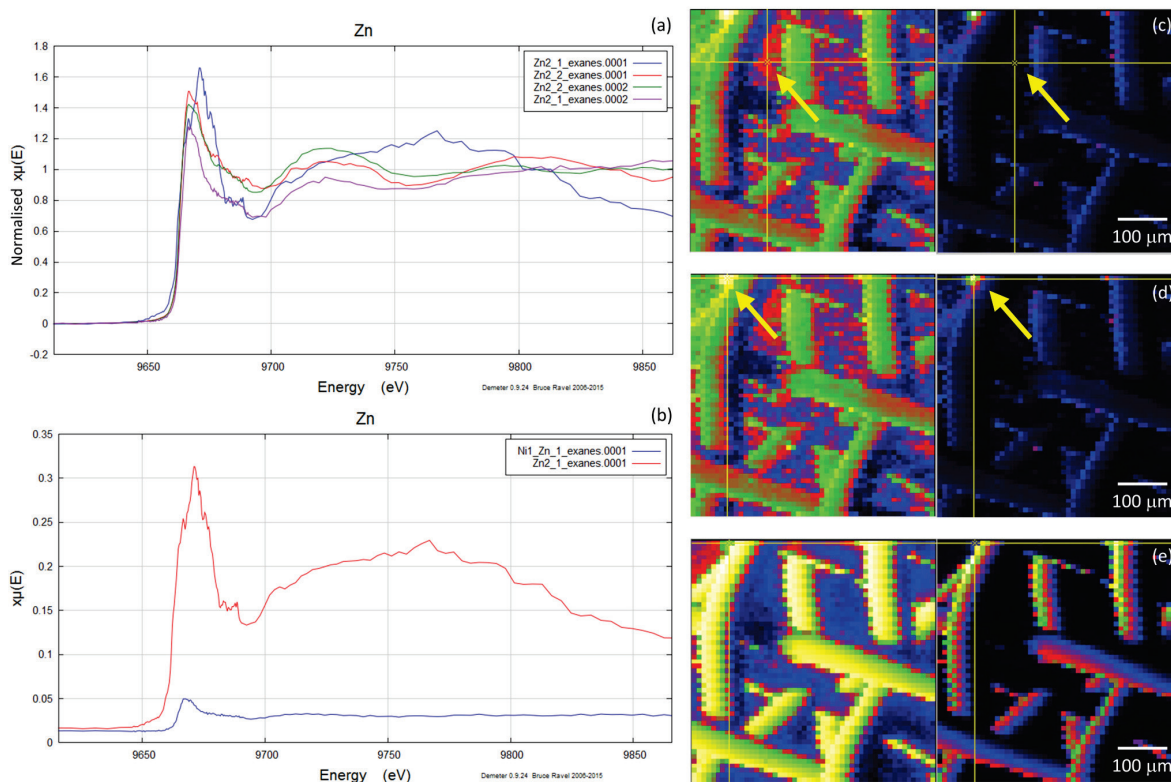 Zn
(a)
Zn2_1_exanes.0001
Zn2_2_exanes.0001
Zn2_2_exanes.0002
Zn2_1_exanes.0002
Normalised xμ(E)
1.8
1.6
1.4
1.2
1
0.8
0.6
0.4
0.2
0
-0.2
9650
9700
9750
9800
9850
Energy (eV)
Demeter 0.9.24 Bruce Ravel 2006-2015
Zn
(b)
Ni1_Zn_1_exanes.0001
Zn2_1_exanes.0001
xμ(E)
0.35
0.3
0.25
0.2
0.15
0.1
0.05
0
9650
9700
9750
9800
9850
Energy (eV)
Demeter 0.9.24 Bruce Ravel 2006-2015
(c)
100 μm
(d)
100 μm
(e)
100 μm